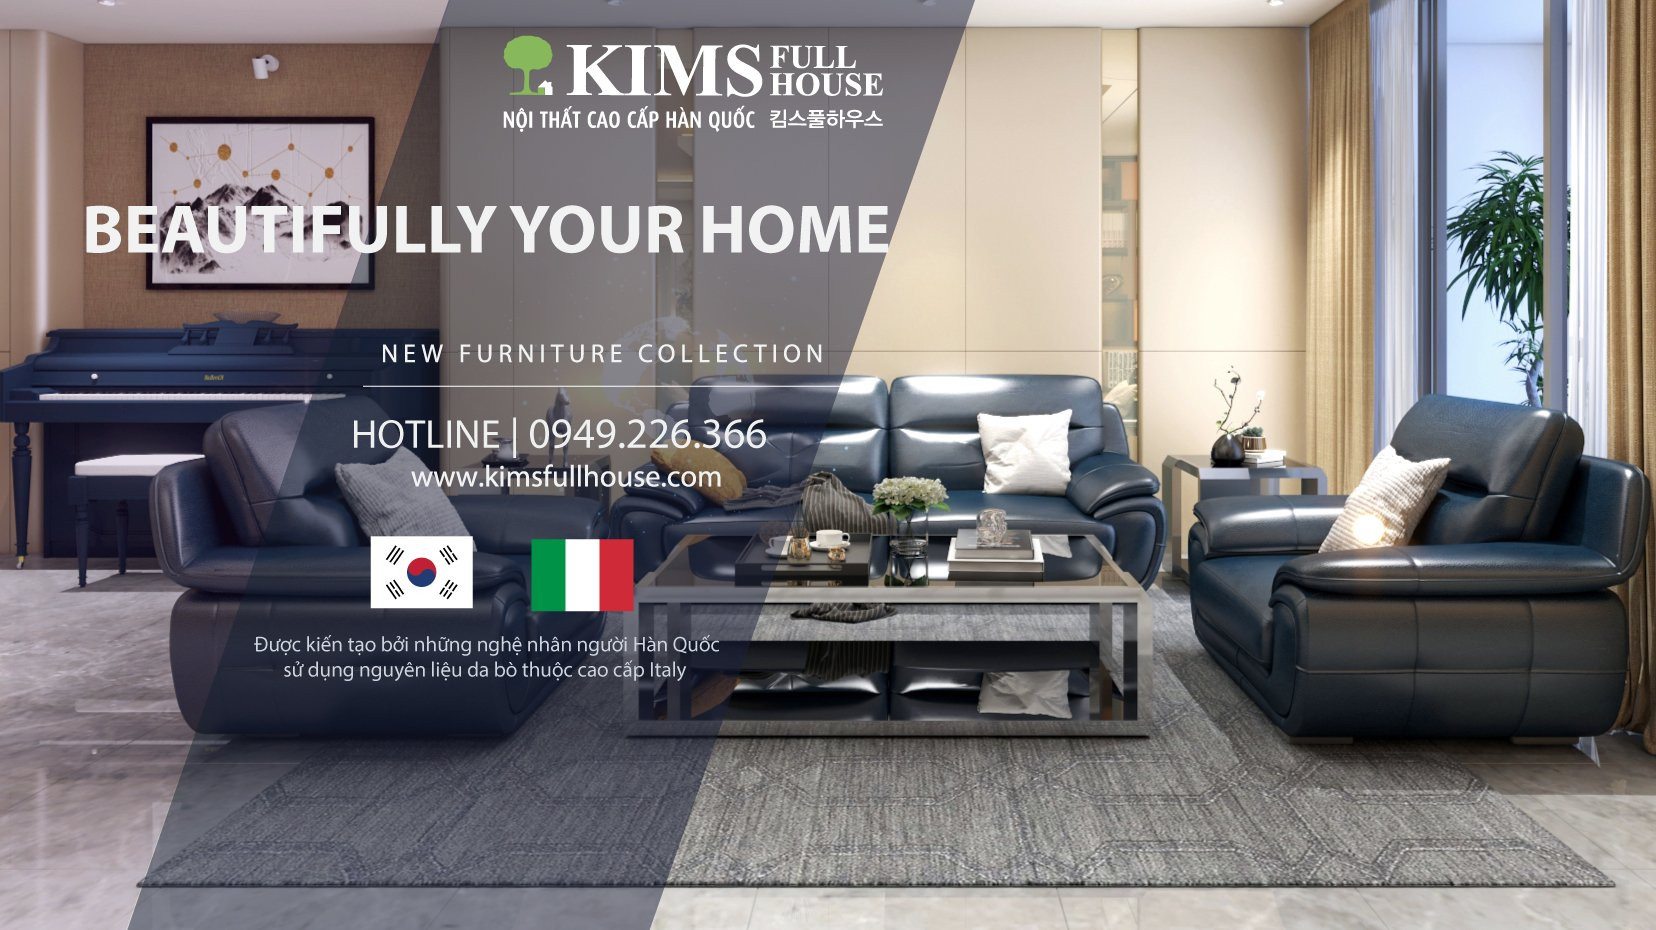 KIMS FULL HOUSE
NỘI THẤT CAO CẤP HÀN QUỐC 킴스풀하우스
BEAUTIFULLY YOUR HOME
NEW FURNITURE COLLECTION
HOTLINE | 0949.226.366
www.kimsfullhouse.com
Được kiến tạo bởi những nghệ nhân người Hàn Quốc
sử dụng nguyên liệu da bò thuộc cao cấp Italy